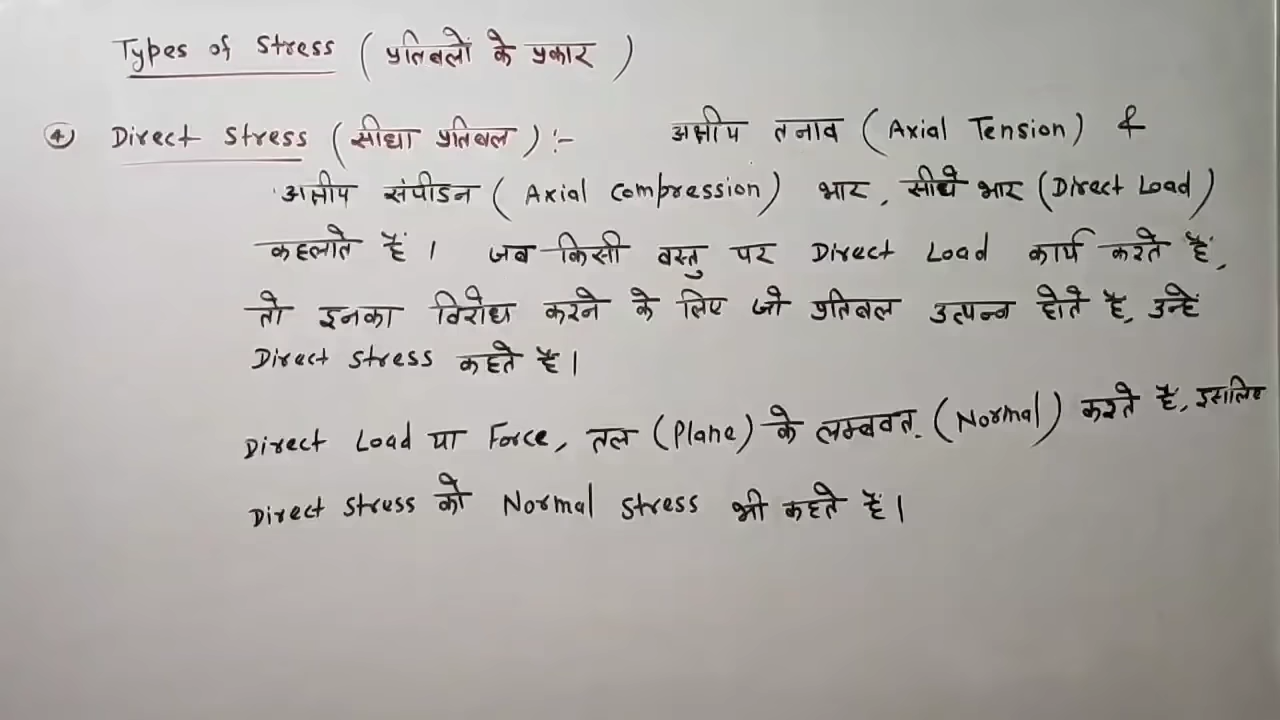 Types of Stress (प्रतिबलों के प्रकार)
④ Direct Stress (सीधा प्रतिबल) :- अक्षीय तनाव (Axial Tension) &
अक्षीय संपीडन (Axial Compression) भार, सीधे भार (Direct Load)
कहलाते हैं। जब किसी वस्तु पर Direct Load कार्य करते हैं,
तो इनका विरोध करने के लिए जो प्रतिबल उत्पन्न होते है, उन्हें
Direct Stress कहते है।
Direct Load या Force, तल (Plane) के लम्बवत. (Normal) करते है, इसलिए
Direct Stress को Normal Stress भी कहते हैं।